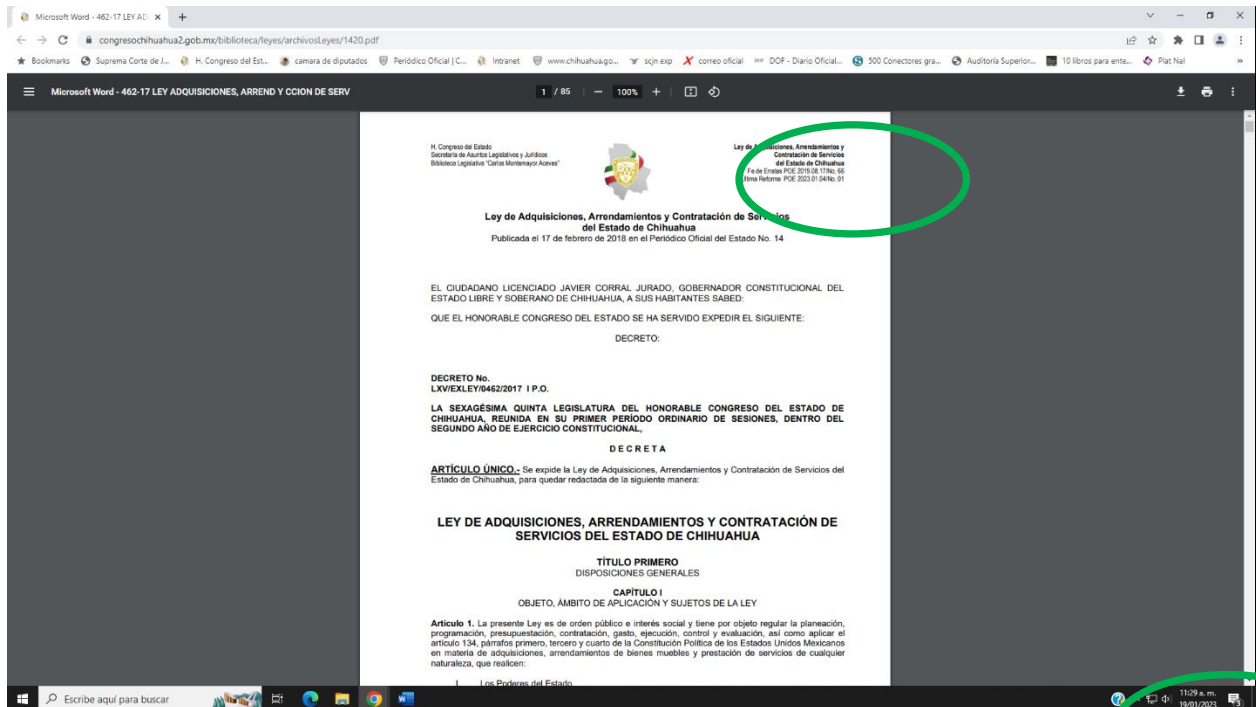 Microsoft Word - 462-17 LEY AD
congresochihuahua2.gob.mx/biblioteca/leyes/archivosLeyes/1420.pdf
Bookmarks Suprema Corte de J... H. Congreso del Est... camara de diputados Periódico Oficial | C... Intranet www.chihuahua.go... scjn exp correo oficial DOF - Diario Oficial... 500 Conectores gra... Auditoría Superior... 10 libros para ente... Plat Nal »
Microsoft Word - 462-17 LEY ADQUISICIONES, ARREND Y CCION DE SERV 1 / 85 100%
H. Congreso del Estado
Secretaría de Asuntos Legislativos y Jurídicos
Biblioteca Legislativa "Carlos Montemayor Aceves"
Ley de Adquisiciones, Arrendamientos y
Contratación de Servicios
del Estado de Chihuahua
Fe de Erratas POE 2019.08.17/No. 66
ltima Reforma POE 2023.01.04/No. 01
Ley de Adquisiciones, Arrendamientos y Contratación de Servicios
del Estado de Chihuahua
Publicada el 17 de febrero de 2018 en el Periódico Oficial del Estado No. 14
EL CIUDADANO LICENCIADO JAVIER CORRAL JURADO, GOBERNADOR CONSTITUCIONAL DEL
ESTADO LIBRE Y SOBERANO DE CHIHUAHUA, A SUS HABITANTES SABED:
QUE EL HONORABLE CONGRESO DEL ESTADO SE HA SERVIDO EXPEDIR EL SIGUIENTE:
DECRETO:
DECRETO No.
LXV/EXLEY/0462/2017 I P.O.
LA SEXAGÉSIMA QUINTA LEGISLATURA DEL HONORABLE CONGRESO DEL ESTADO DE
CHIHUAHUA, REUNIDA EN SU PRIMER PERÍODO ORDINARIO DE SESIONES, DENTRO DEL
SEGUNDO AÑO DE EJERCICIO CONSTITUCIONAL,
D E C R E T A
ARTÍCULO ÚNICO.- Se expide la Ley de Adquisiciones, Arrendamientos y Contratación de Servicios del
Estado de Chihuahua, para quedar redactada de la siguiente manera:
LEY DE ADQUISICIONES, ARRENDAMIENTOS Y CONTRATACIÓN DE
SERVICIOS DEL ESTADO DE CHIHUAHUA
TÍTULO PRIMERO
DISPOSICIONES GENERALES
CAPÍTULO I
OBJETO, ÁMBITO DE APLICACIÓN Y SUJETOS DE LA LEY
Artículo 1. La presente Ley es de orden público e interés social y tiene por objeto regular la planeación,
programación, presupuestación, contratación, gasto, ejecución, control y evaluación, así como aplicar el
artículo 134, párrafos primero, tercero y cuarto de la Constitución Política de los Estados Unidos Mexicanos
en materia de adquisiciones, arrendamientos de bienes muebles y prestación de servicios de cualquier
naturaleza, que realicen:
I. Los Poderes del Estado
Escribe aquí para buscar
11:29 a. m.
19/01/2023